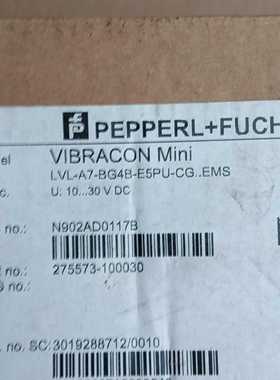 PEPPERL+FUCH
el VIBRACON Mini
LVL-A7-BG4B-E5PU-CG..EMS
c. U: 10...30 V DC
no.: N902AD0117B
no.: 275573-100030
. no. SC: 3019288712/0010